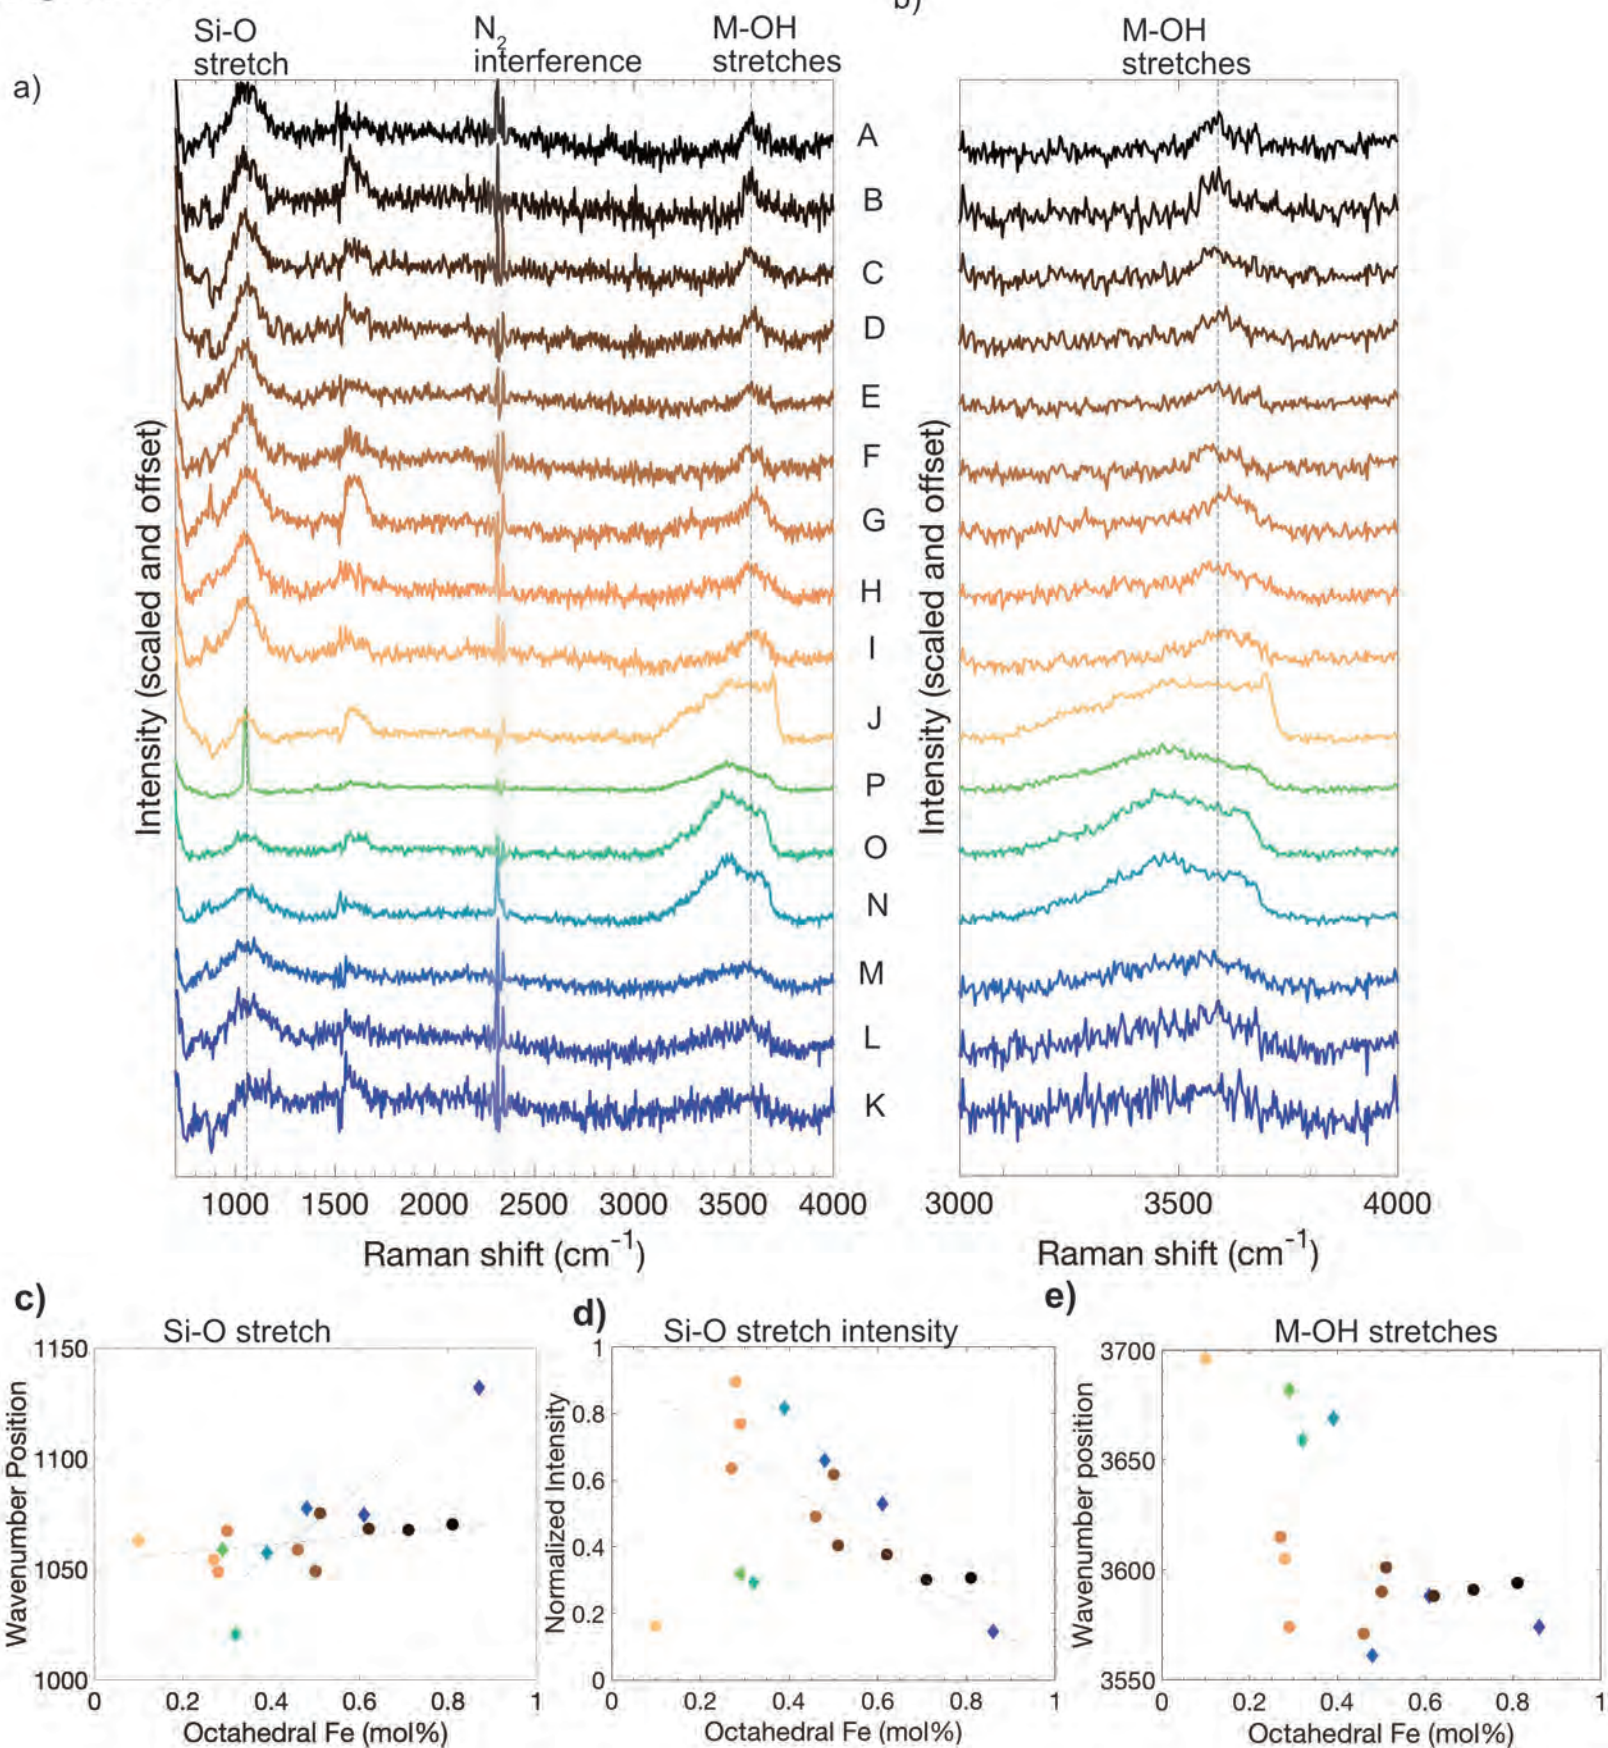 b)
Si-O
stretch
N2
interference
M-OH
stretches
M-OH
stretches
a)
A
B
C
D
E
F
G
H
I
J
P
O
N
M
L
K
Intensity (scaled and offset)
Intensity (scaled and offset)
1000 1500 2000 2500 3000 3500 4000
3000 3500 4000
Raman shift (cm⁻¹)
Raman shift (cm⁻¹)
c)
Si-O stretch
1150
1100
1050
1000
Wavenumber Position
0 0.2 0.4 0.6 0.8 1
Octahedral Fe (mol%)
d)
Si-O stretch intensity
1
0.8
0.6
0.4
0.2
0
Normalized Intensity
0 0.2 0.4 0.6 0.8 1
Octahedral Fe (mol%)
e)
M-OH stretches
3700
3650
3600
3550
Wavenumber position
0 0.2 0.4 0.6 0.8 1
Octahedral Fe (mol%)